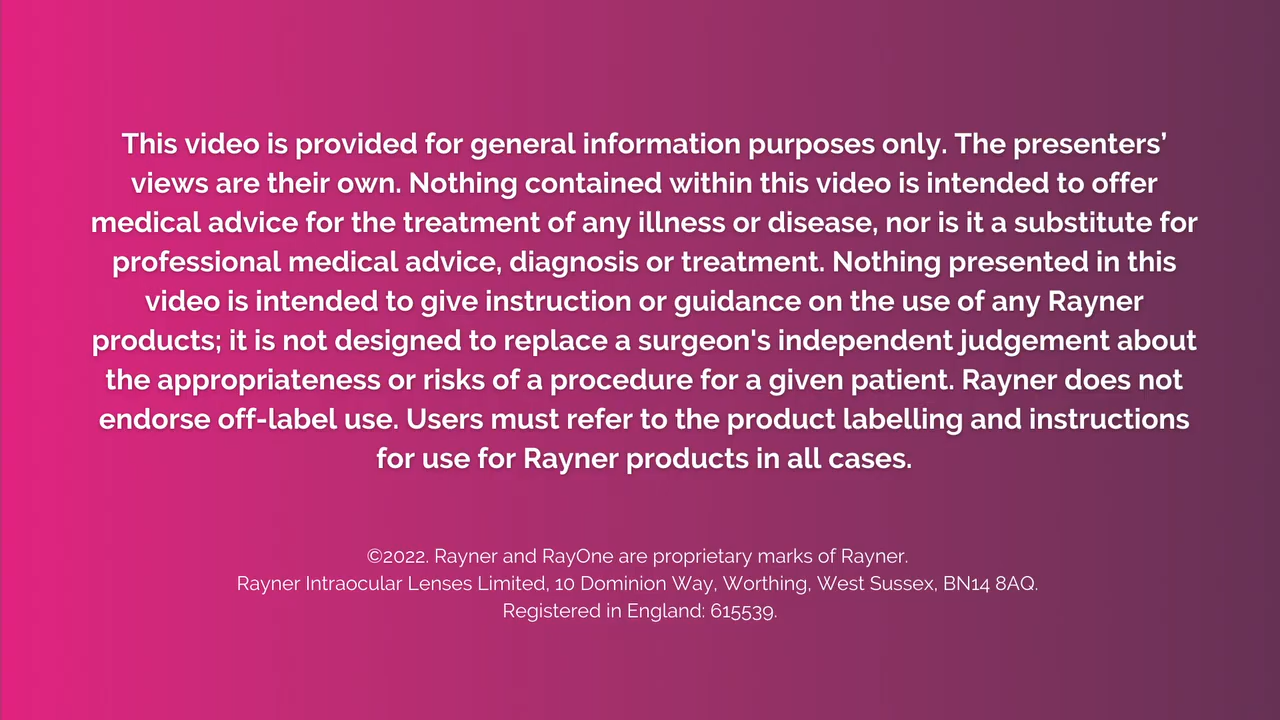 This video is provided for general information purposes only. The presenters’
views are their own. Nothing contained within this video is intended to offer
medical advice for the treatment of any illness or disease, nor is it a substitute for
professional medical advice, diagnosis or treatment. Nothing presented in this
video is intended to give instruction or guidance on the use of any Rayner
products; it is not designed to replace a surgeon's independent judgement about
the appropriateness or risks of a procedure for a given patient. Rayner does not
endorse off-label use. Users must refer to the product labelling and instructions
for use for Rayner products in all cases.
©2022. Rayner and RayOne are proprietary marks of Rayner.
Rayner Intraocular Lenses Limited, 10 Dominion Way, Worthing, West Sussex, BN14 8AQ.
Registered in England: 615539.